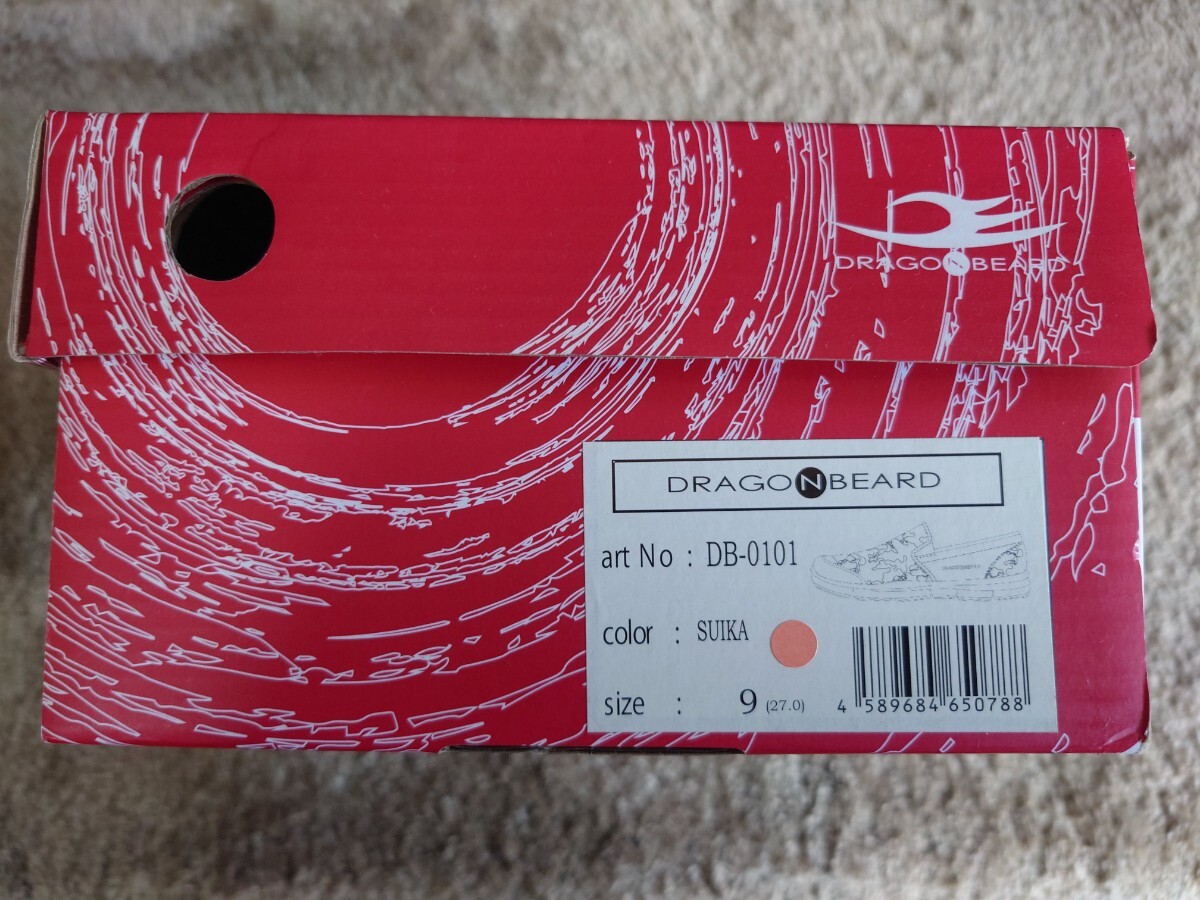 DRAGONBEARD
DRAGONBEARD
art No : DB-0101
color : SUIKA
size : 9 (27.0)
4 589684 650788